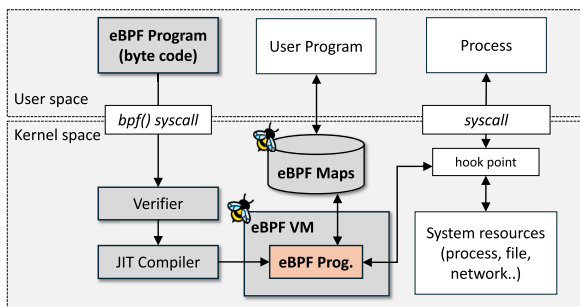 eBPF Program
(byte code)
User Program
Process
User space
bpf() syscall
syscall
Kernel space
hook point
eBPF Maps
Verifier
eBPF VM
System resources
(process, file,
network..)
JIT Compiler
eBPF Prog.